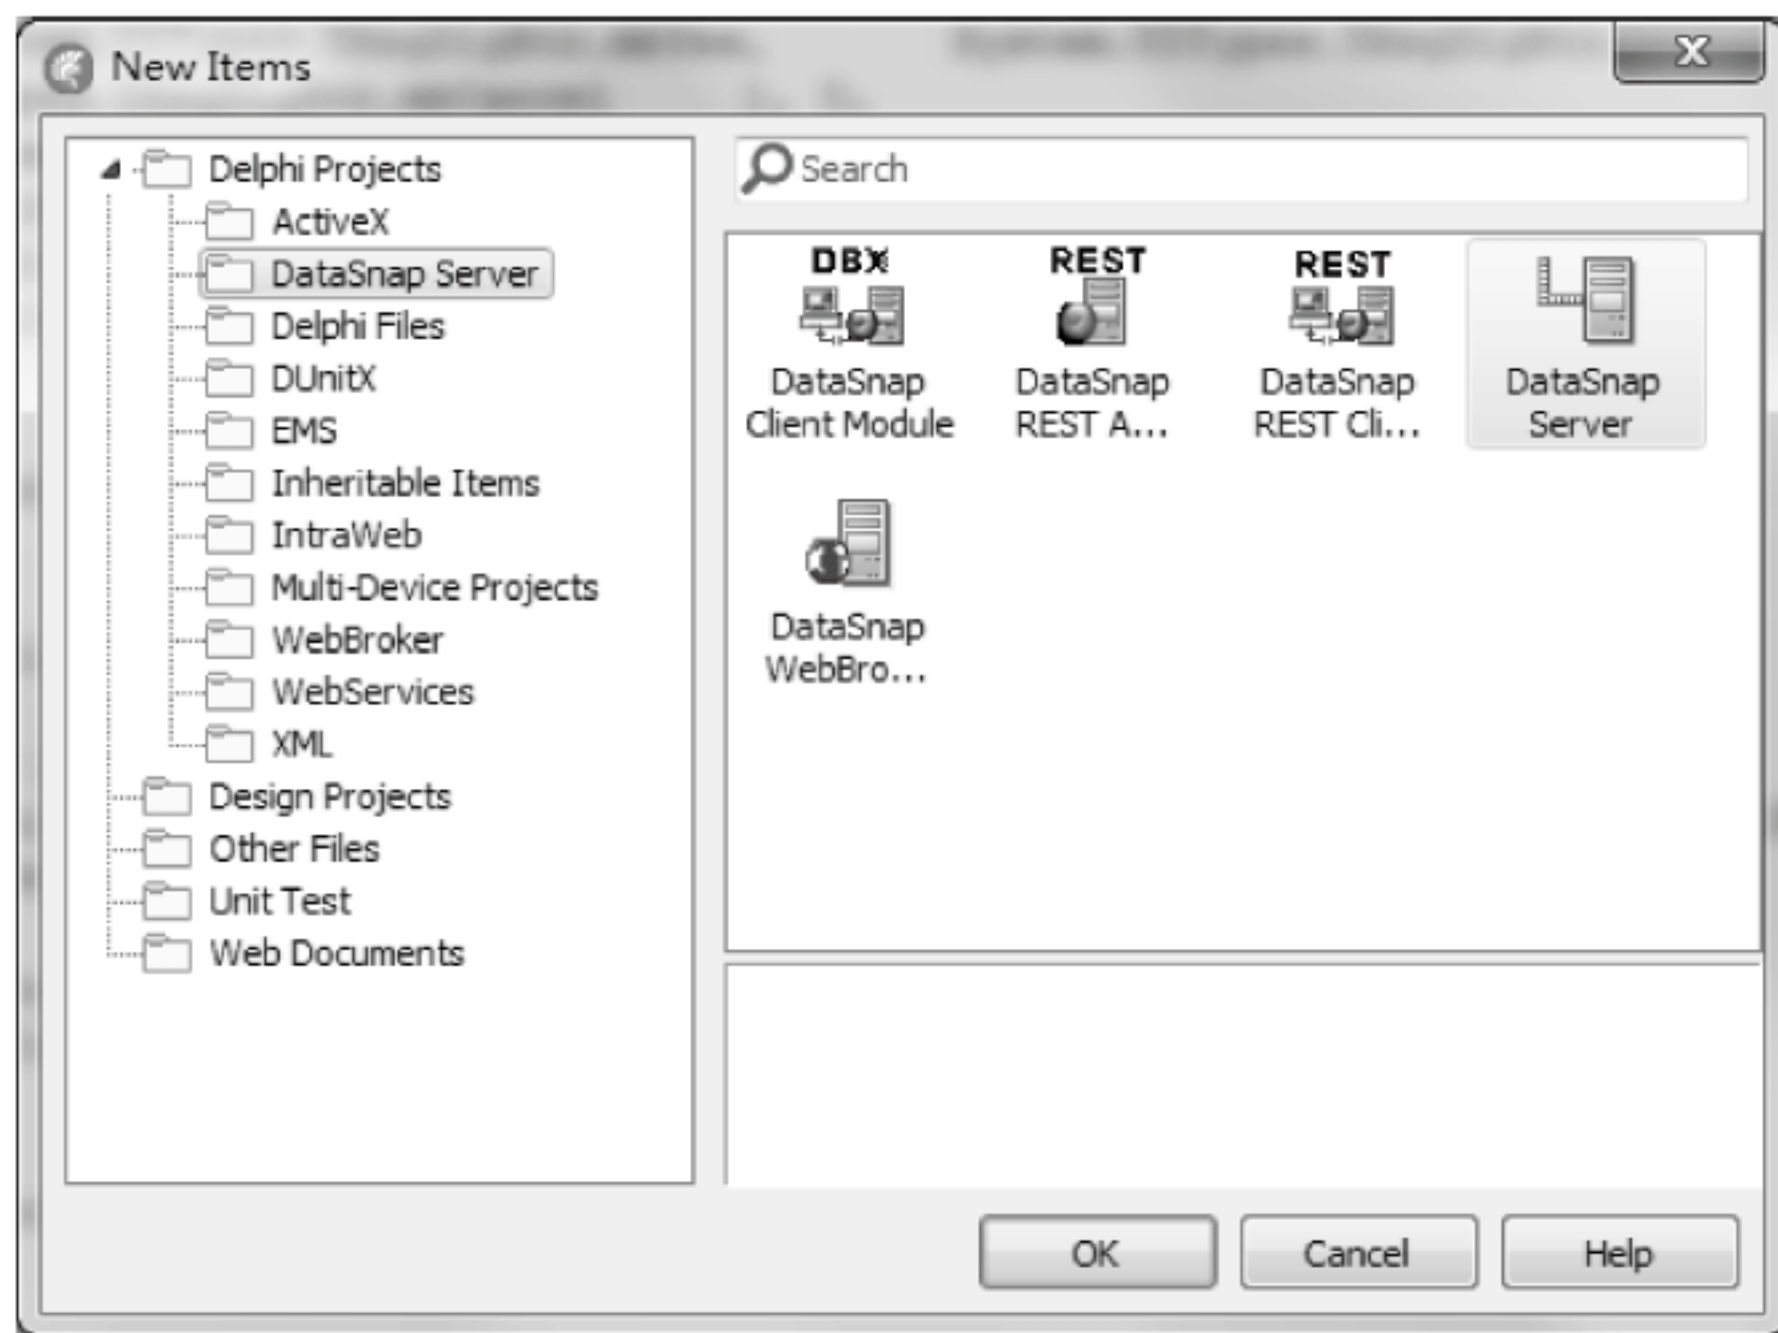 New Items
X
Delphi Projects
ActiveX
DataSnap Server
Delphi Files
DUnitX
EMS
Inheritable Items
IntraWeb
Multi-Device Projects
WebBroker
WebServices
XML
Design Projects
Other Files
Unit Test
Web Documents
Search
DBX
DataSnap
Client Module
REST
DataSnap
REST A...
REST
DataSnap
REST Cli...
DataSnap
Server
DataSnap
WebBro...
OK
Cancel
Help